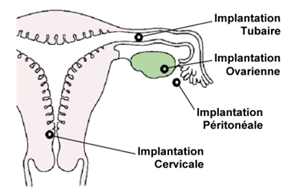 Implantation
Tubaire
Implantation
Ovarienne
Implantation
Péritonéale
Implantation
Cervicale